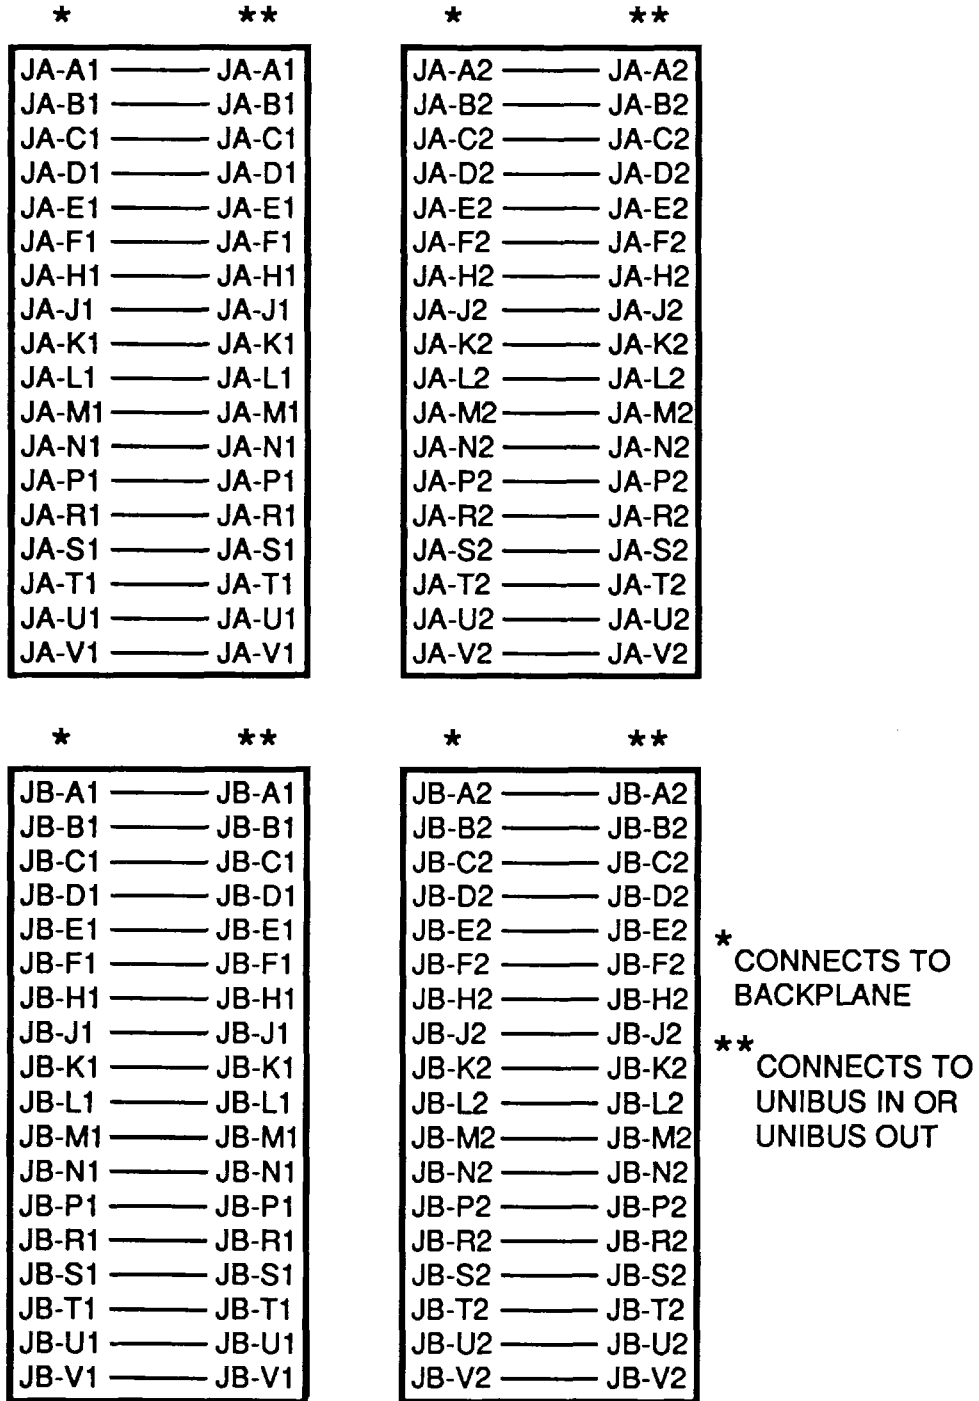 * **
JA-A1 JA-A1
JA-B1 JA-B1
JA-C1 JA-C1
JA-D1 JA-D1
JA-E1 JA-E1
JA-F1 JA-F1
JA-H1 JA-H1
JA-J1 JA-J1
JA-K1 JA-K1
JA-L1 JA-L1
JA-M1 JA-M1
JA-N1 JA-N1
JA-P1 JA-P1
JA-R1 JA-R1
JA-S1 JA-S1
JA-T1 JA-T1
JA-U1 JA-U1
JA-V1 JA-V1
* **
JA-A2 JA-A2
JA-B2 JA-B2
JA-C2 JA-C2
JA-D2 JA-D2
JA-E2 JA-E2
JA-F2 JA-F2
JA-H2 JA-H2
JA-J2 JA-J2
JA-K2 JA-K2
JA-L2 JA-L2
JA-M2 JA-M2
JA-N2 JA-N2
JA-P2 JA-P2
JA-R2 JA-R2
JA-S2 JA-S2
JA-T2 JA-T2
JA-U2 JA-U2
JA-V2 JA-V2
* **
JB-A1 JB-A1
JB-B1 JB-B1
JB-C1 JB-C1
JB-D1 JB-D1
JB-E1 JB-E1
JB-F1 JB-F1
JB-H1 JB-H1
JB-J1 JB-J1
JB-K1 JB-K1
JB-L1 JB-L1
JB-M1 JB-M1
JB-N1 JB-N1
JB-P1 JB-P1
JB-R1 JB-R1
JB-S1 JB-S1
JB-T1 JB-T1
JB-U1 JB-U1
JB-V1 JB-V1
* **
JB-A2 JB-A2
JB-B2 JB-B2
JB-C2 JB-C2
JB-D2 JB-D2
JB-E2 JB-E2
JB-F2 JB-F2
JB-H2 JB-H2
JB-J2 JB-J2
JB-K2 JB-K2
JB-L2 JB-L2
JB-M2 JB-M2
JB-N2 JB-N2
JB-P2 JB-P2
JB-R2 JB-R2
JB-S2 JB-S2
JB-T2 JB-T2
JB-U2 JB-U2
JB-V2 JB-V2
* CONNECTS TO
BACKPLANE
** CONNECTS TO
UNIBUS IN OR
UNIBUS OUT